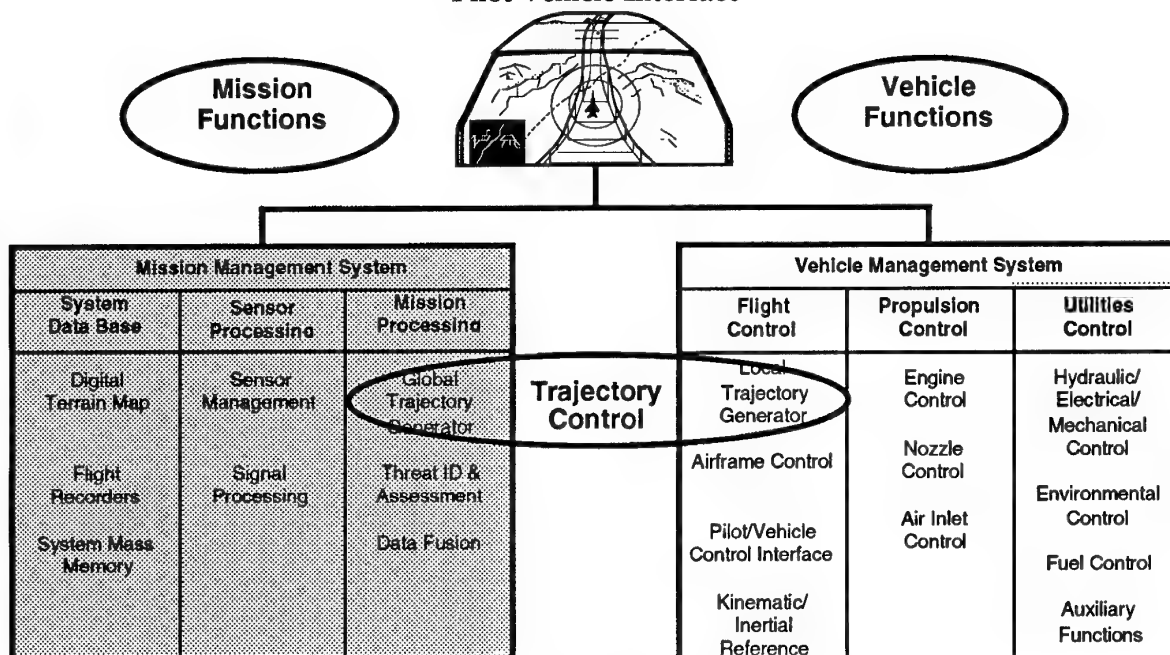 Pilot Vehicle Interface
Mission
Functions
Vehicle
Functions
Mission Management System
System
Data Base
Sensor
Processing
Mission
Processing
Digital
Terrain Map
Flight
Recorders
System Mass
Memory
Sensor
Management
Signal
Processing
Global
Trajectory
Generator
Threat ID &
Assessment
Data Fusion
Trajectory
Control
Vehicle Management System
Flight
Control
Propulsion
Control
Utilities
Control
Local
Trajectory
Generator
Airframe Control
Pilot/Vehicle
Control Interface
Kinematic/
Inertial
Reference
Engine
Control
Nozzle
Control
Air Inlet
Control
Hydraulic/
Electrical/
Mechanical
Control
Environmental
Control
Fuel Control
Auxiliary
Functions